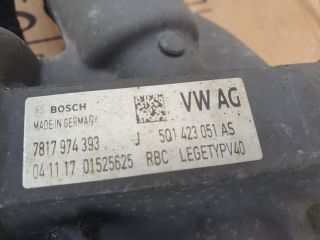 BOSCH VW AG
MADE IN GERMANY
7817 974 393 J 5Q1 423 051 AS
04 11 17 01525625 RBC LEGETYPV40